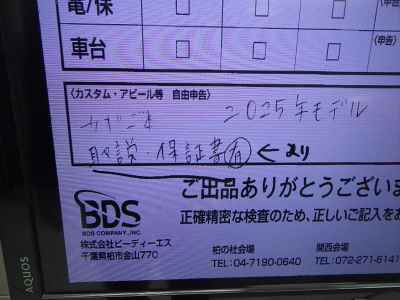 電/保 □ □ □ (申告
車台 □ □ □ (申告)
〈カスタム・アピール等 自由申告〉
2025年モデル
取説・保証書 有 ← あり
ご出品ありがとうござい
正確精密な検査のため、正しいご記入をお
BDS
BDS COMPANY., INC.
株式会社ビーディーエス
千葉県柏市金山770
柏の杜会場
TEL:04-7190-0640
関西会場
TEL:072-271-6141
AQUOS